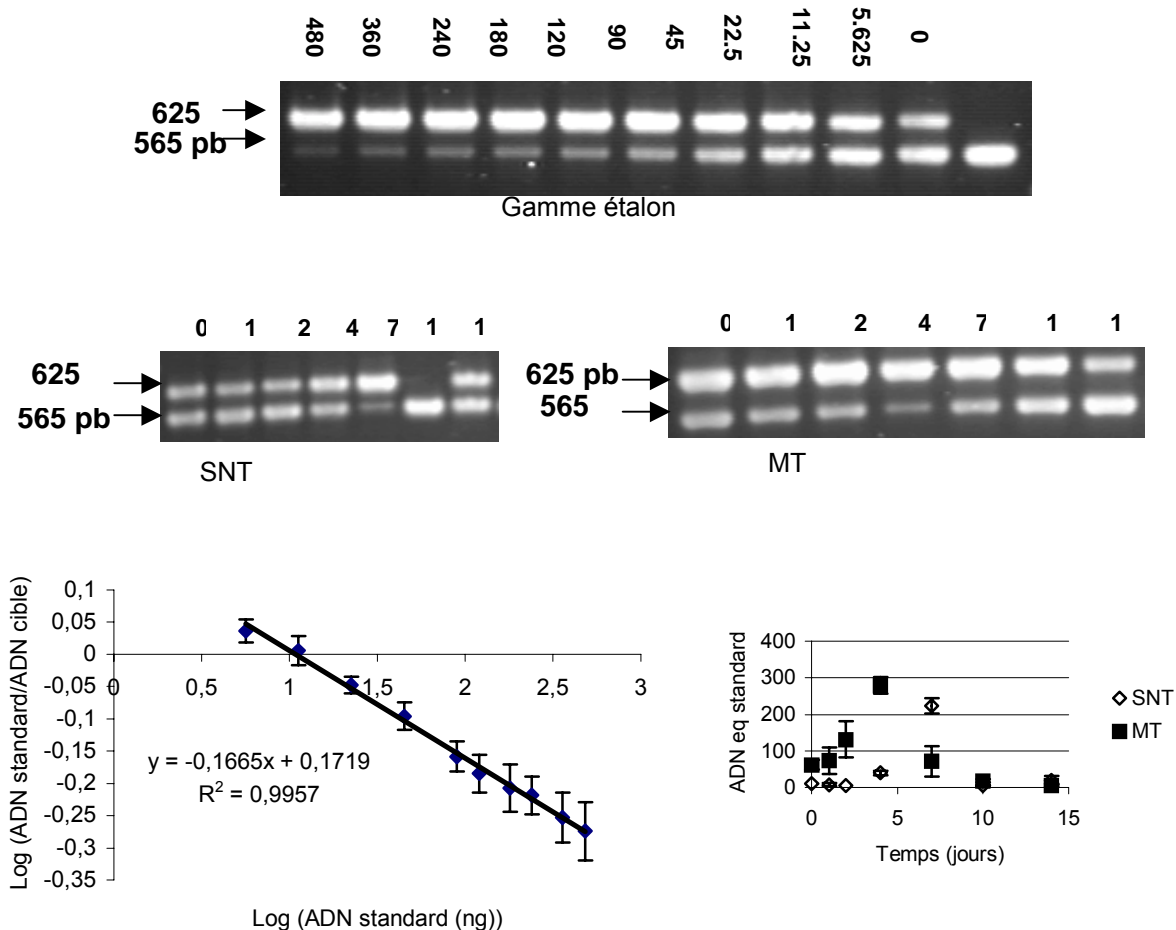 480 360 240 180 120 90 45 22.5 11.25 5.625 0
625
565 pb
Gamme étalon
0 1 2 4 7 1 1
625
565 pb
SNT
0 1 2 4 7 1 1
625 pb
565
MT
Log (ADN standard/ADN cible)
0,1
0,05
0
-0,05
-0,1
-0,15
-0,2
-0,25
-0,3
-0,35
0 0,5 1 1,5 2 2,5 3
y = -0,1665x + 0,1719
R² = 0,9957
Log (ADN standard (ng))
ADN eq standard
400
300
200
100
0
0 5 10 15
Temps (jours)
SNT
MT